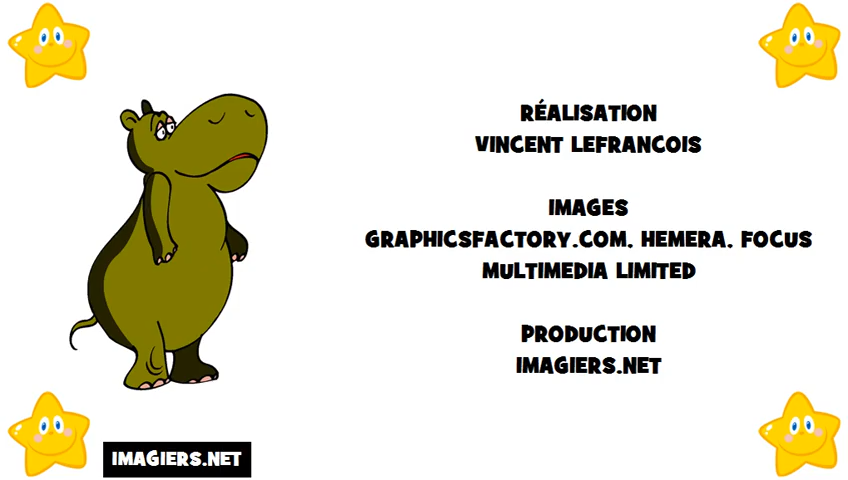 RÉALISATION
VINCENT LEFRANCOIS
IMAGES
GRAPHICSFACTORY.COM, HEMERA, FOCUS
MULTIMEDIA LIMITED
PRODUCTION
IMAGIERS.NET
IMAGIERS.NET